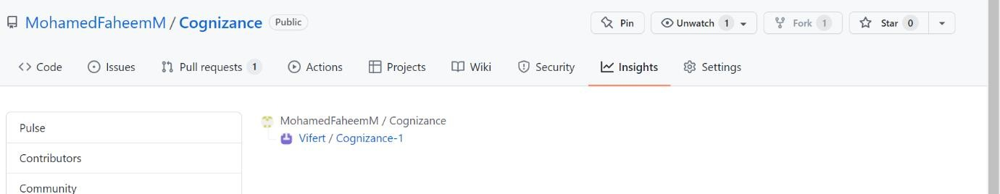 MohamedFaheemM / Cognizance Public Pin Unwatch 1 Fork 1 Star 0
Code Issues Pull requests 1 Actions Projects Wiki Security Insights Settings
Pulse
Contributors
Community
MohamedFaheemM / Cognizance
Vifert / Cognizance-1